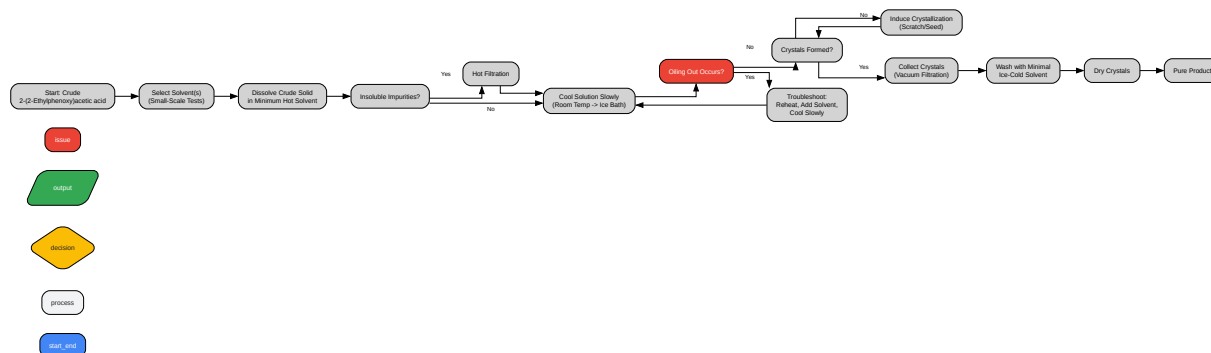 Start: Crude
2-(2-Ethylphenoxy)acetic acid
Select Solvent(s)
(Small-Scale Tests)
Dissolve Crude Solid
in Minimum Hot Solvent
Insoluble Impurities?
Yes
Hot Filtration
No
Cool Solution Slowly
(Room Temp -> Ice Bath)
Oiling Out Occurs?
No
Yes
Troubleshoot:
Reheat, Add Solvent,
Cool Slowly
Crystals Formed?
No
Induce Crystallization
(Scratch/Seed)
Yes
Collect Crystals
(Vacuum Filtration)
Wash with Minimal
Ice-Cold Solvent
Dry Crystals
Pure Product
issue
output
decision
process
start_end